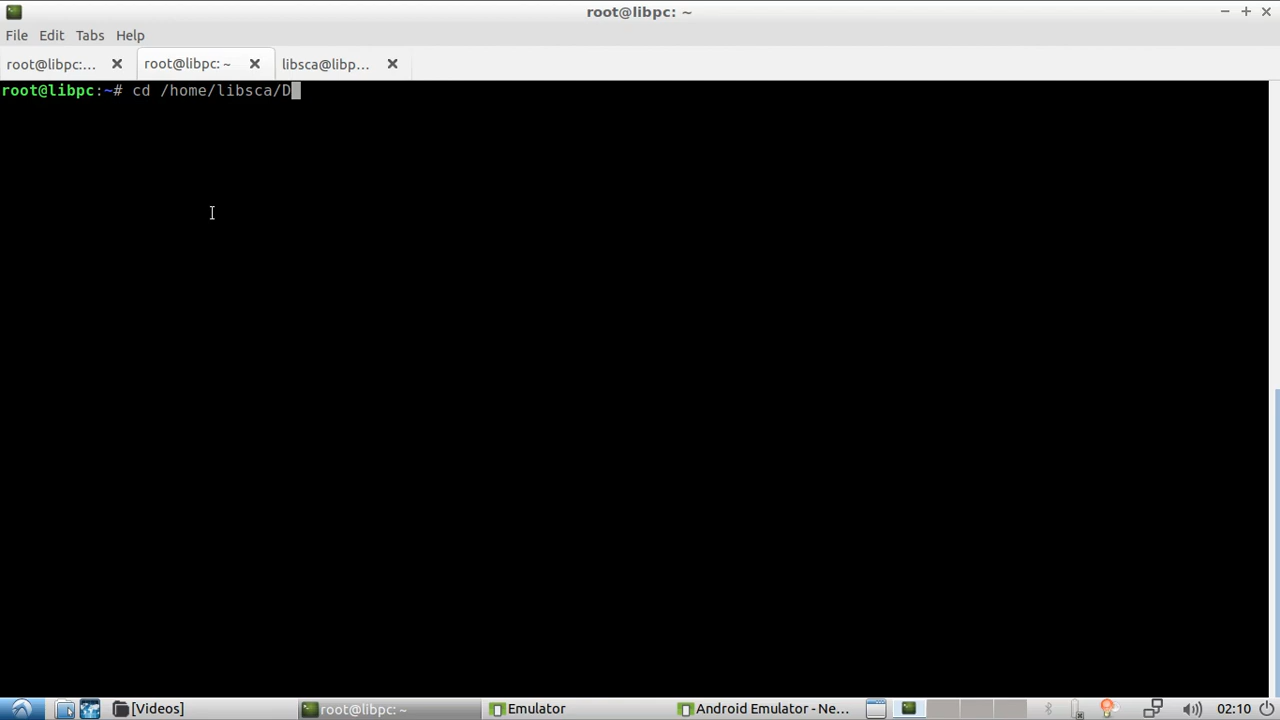 root@libpc: ~
File Edit Tabs Help
root@libpc:... root@libpc: ~ libsca@libp...
root@libpc:~# cd /home/libsca/D
[Videos] root@libpc: ~ Emulator Android Emulator - Ne... 02:10